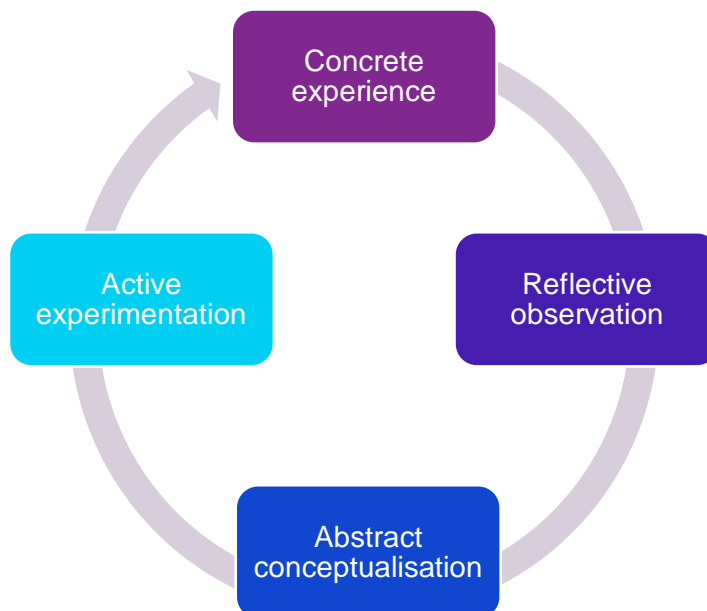 Concrete
experience
Reflective
observation
Abstract
conceptualisation
Active
experimentation